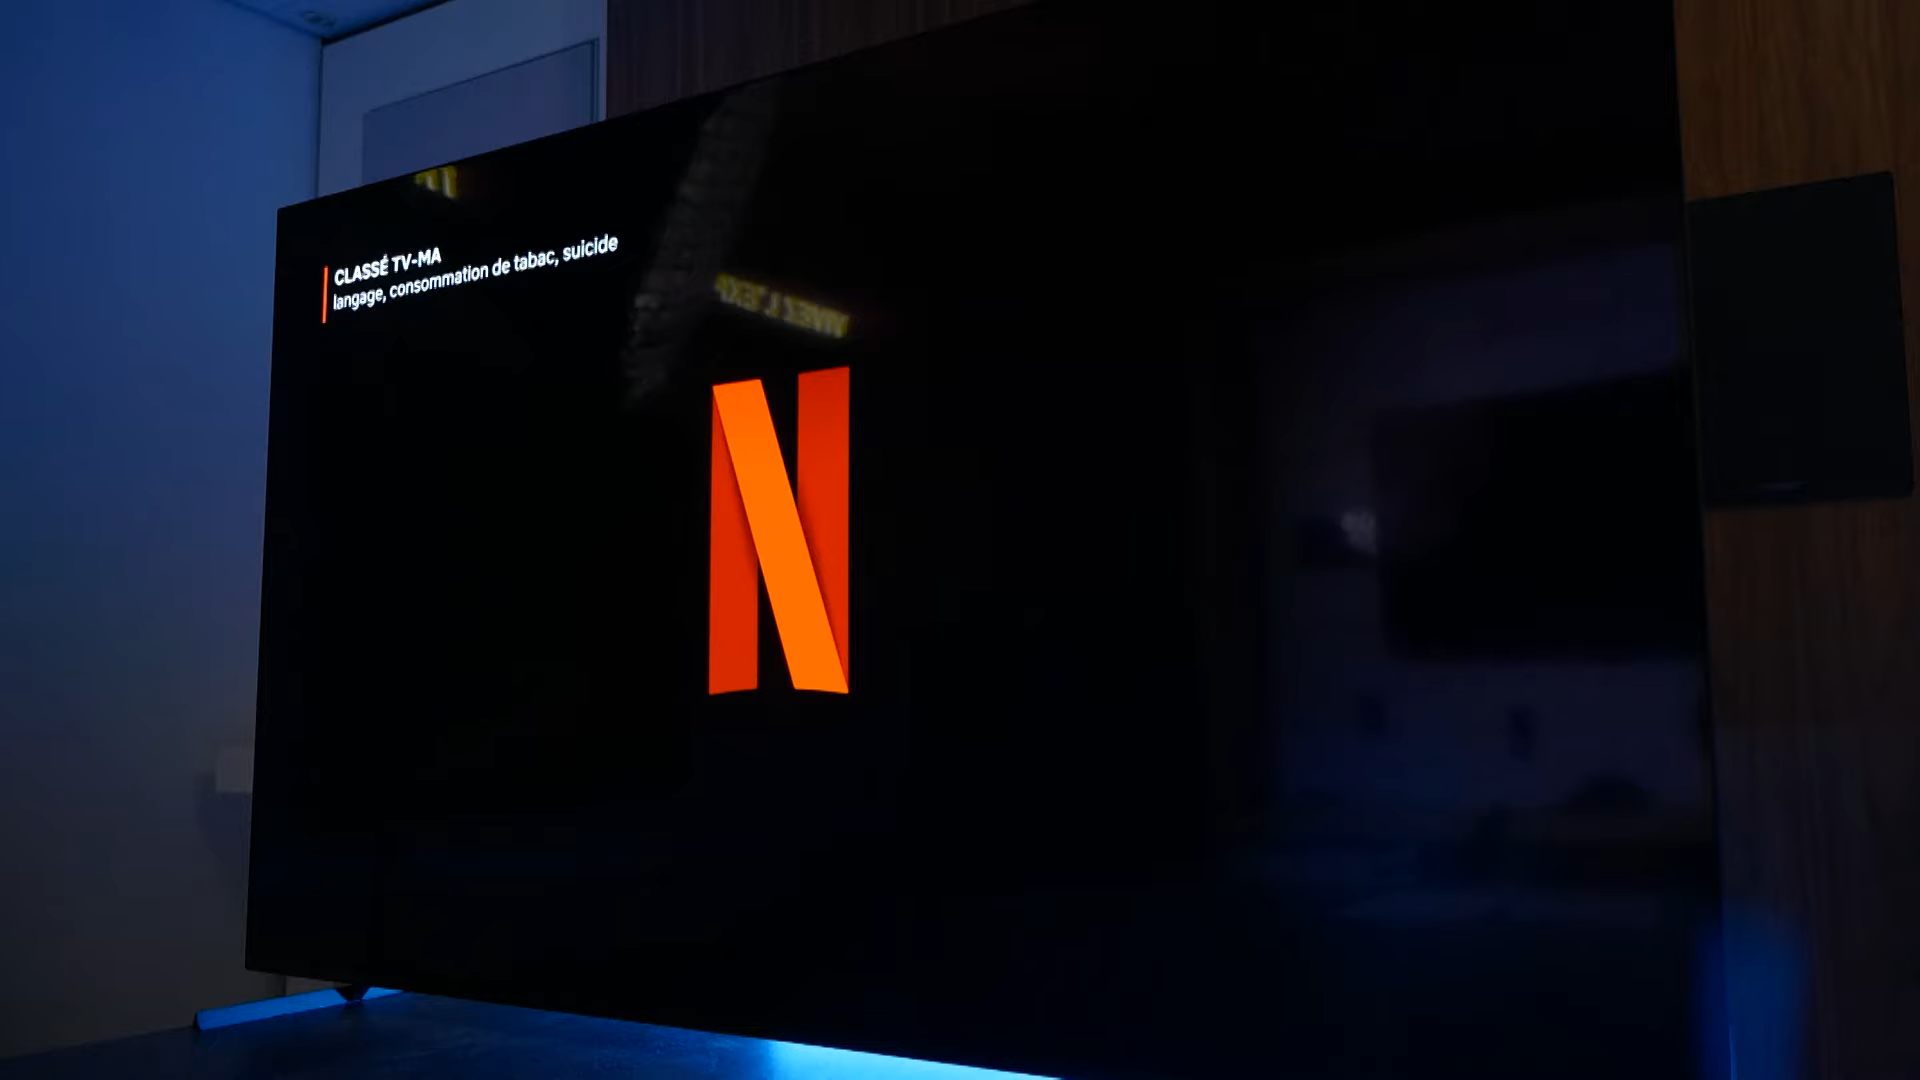 CLASSÉ TV-MA
langage, consommation de tabac, suicide
N